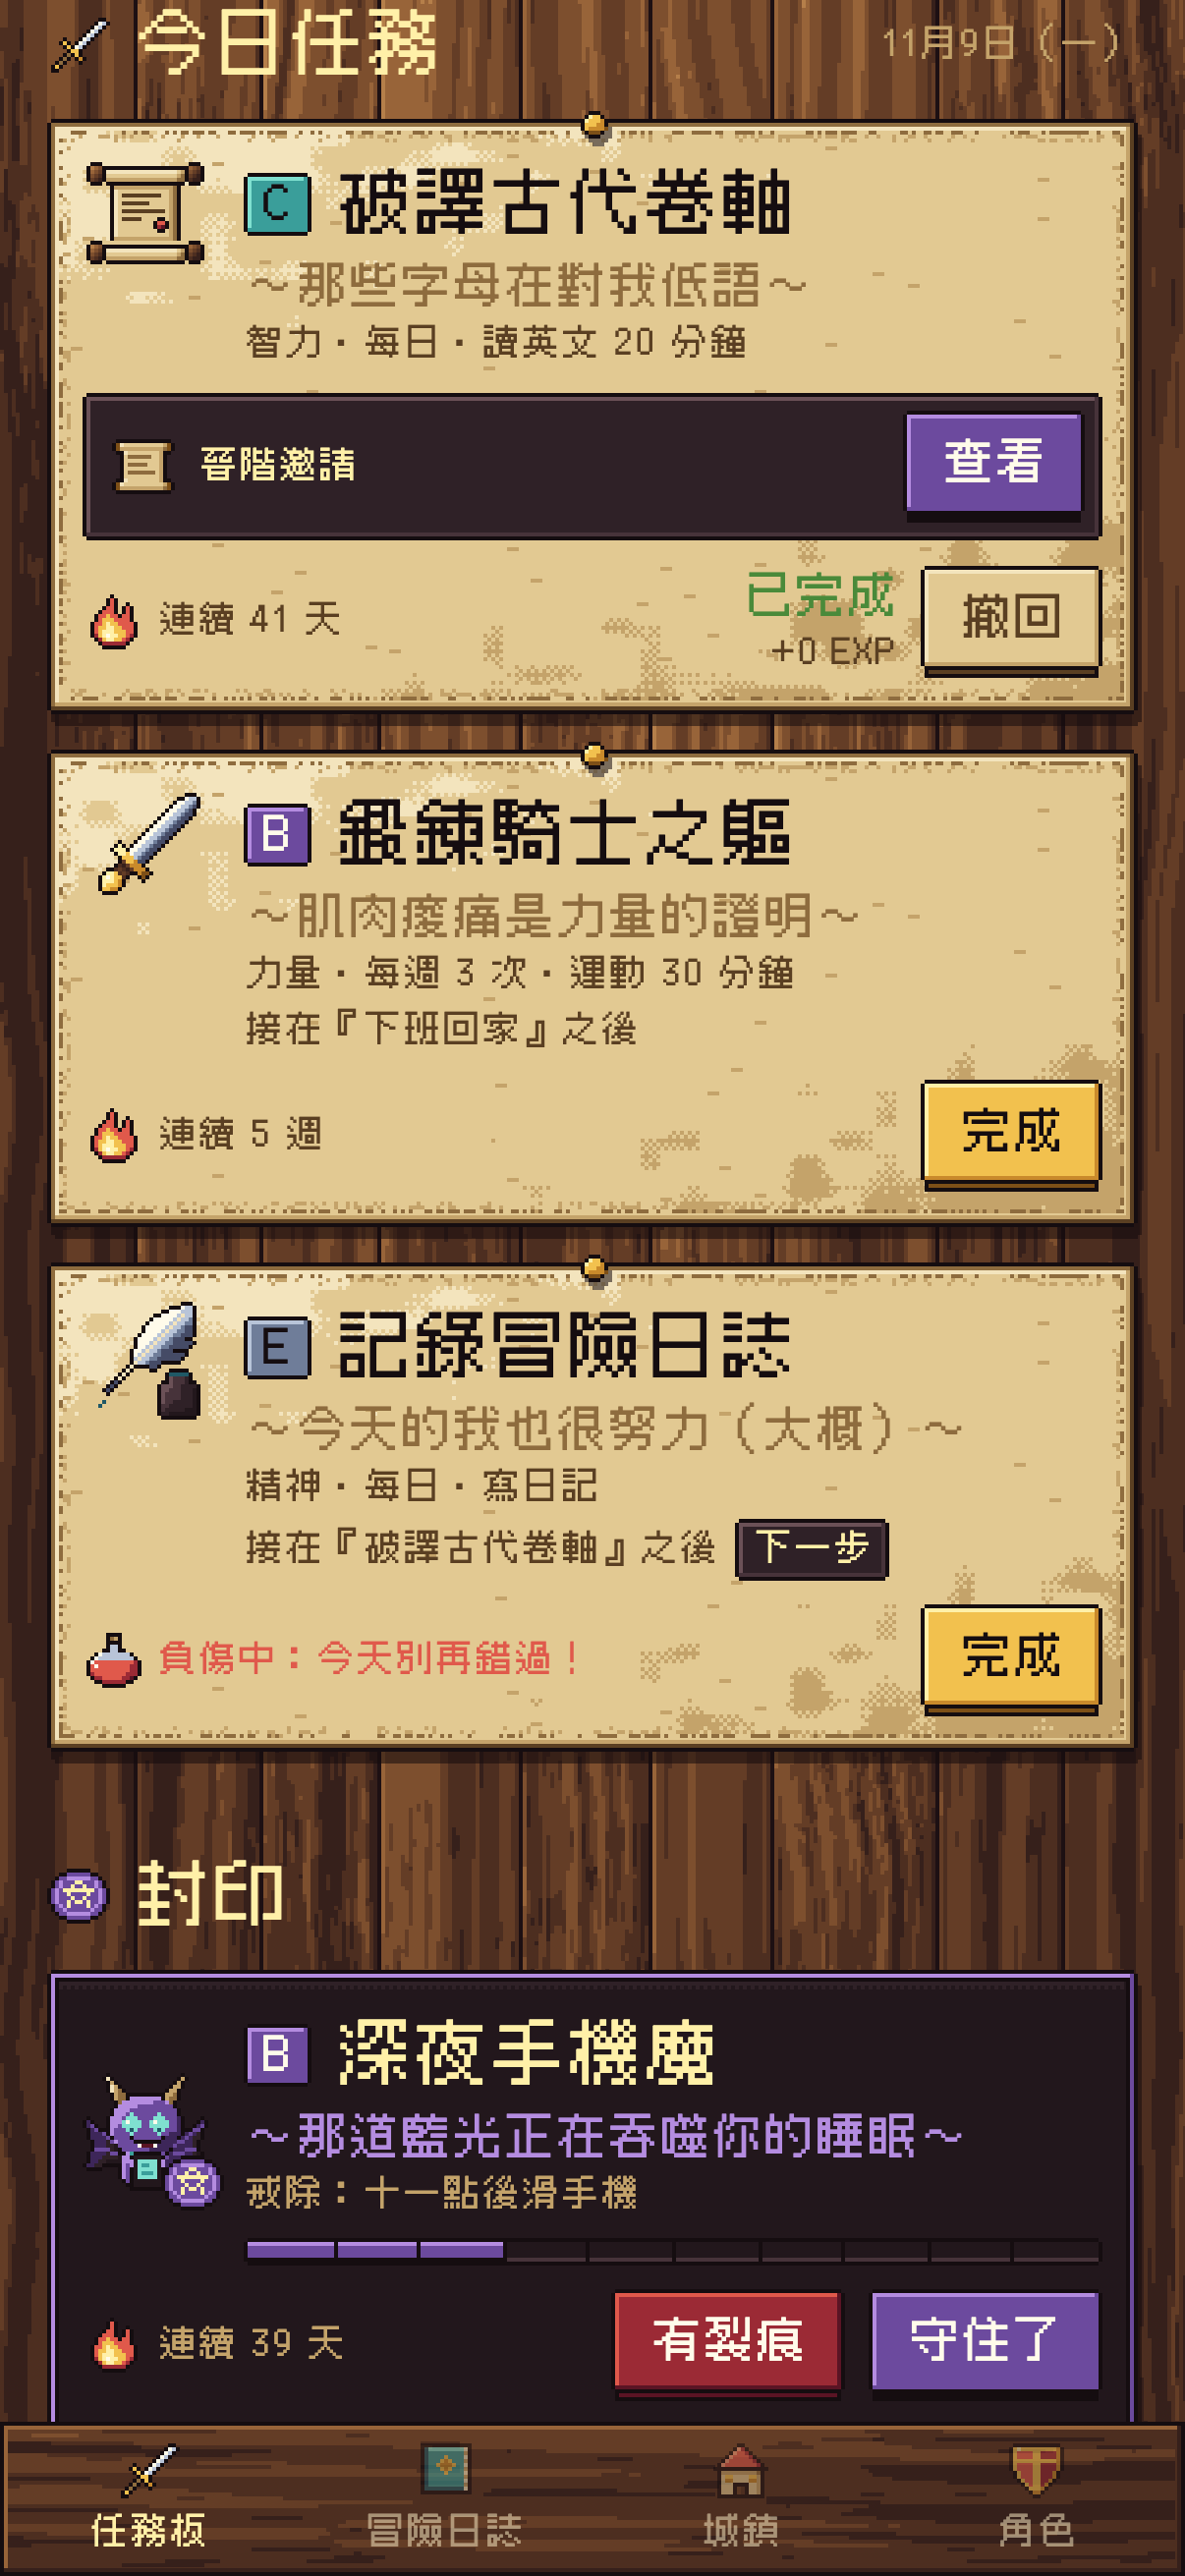 今日任務
11月9日（一）
C 破譯古代卷軸
～那些字母在對我低語～
智力・每日・讀英文 20 分鐘
晉階邀請
查看
連續 41 天
已完成
+0 EXP
撤回
B 鍛鍊騎士之軀
～肌肉痠痛是力量的證明～
力量・每週 3 次・運動 30 分鐘
接在『下班回家』之後
連續 5 週
完成
E 記錄冒險日誌
～今天的我也很努力（大概）～
精神・每日・寫日記
接在『破譯古代卷軸』之後 下一步
負傷中：今天別再錯過！
完成
封印
B 深夜手機魔
～那道藍光正在吞噬你的睡眠～
戒除：十一點後滑手機
連續 39 天
有裂痕
守住了
任務板
冒險日誌
城鎮
角色